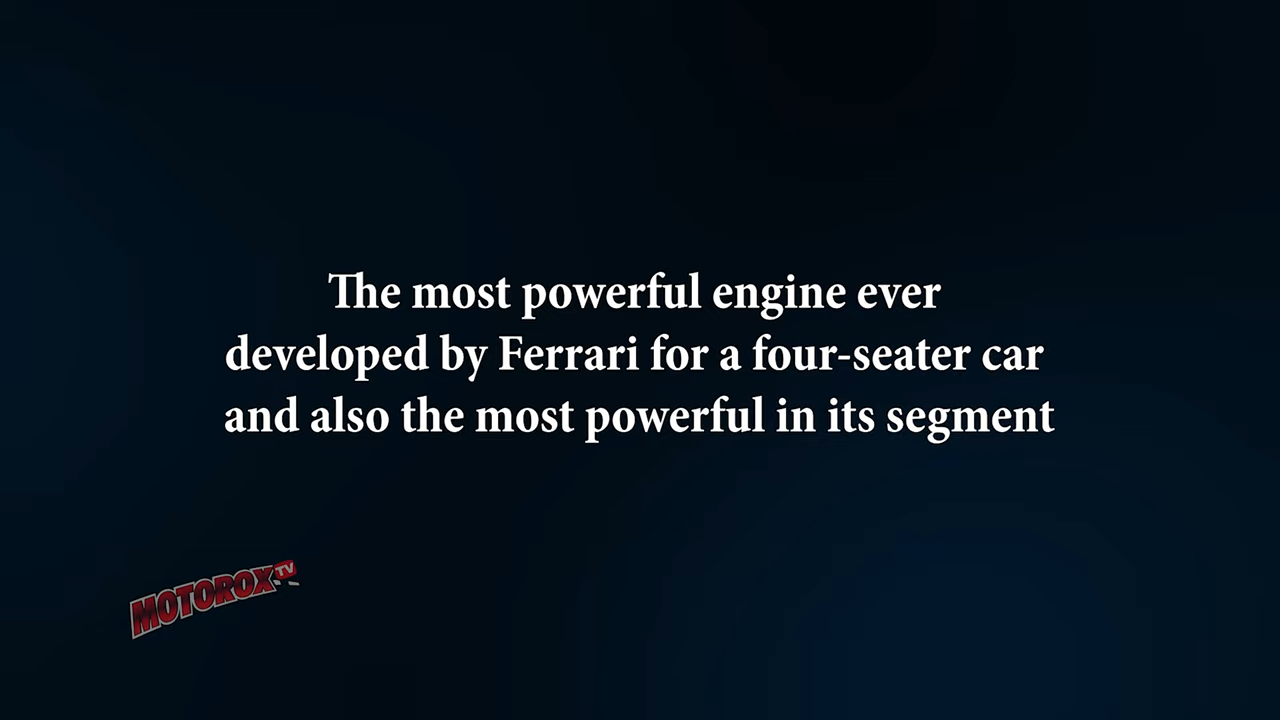 The most powerful engine ever
developed by Ferrari for a four-seater car
and also the most powerful in its segment
MOTOROX TV